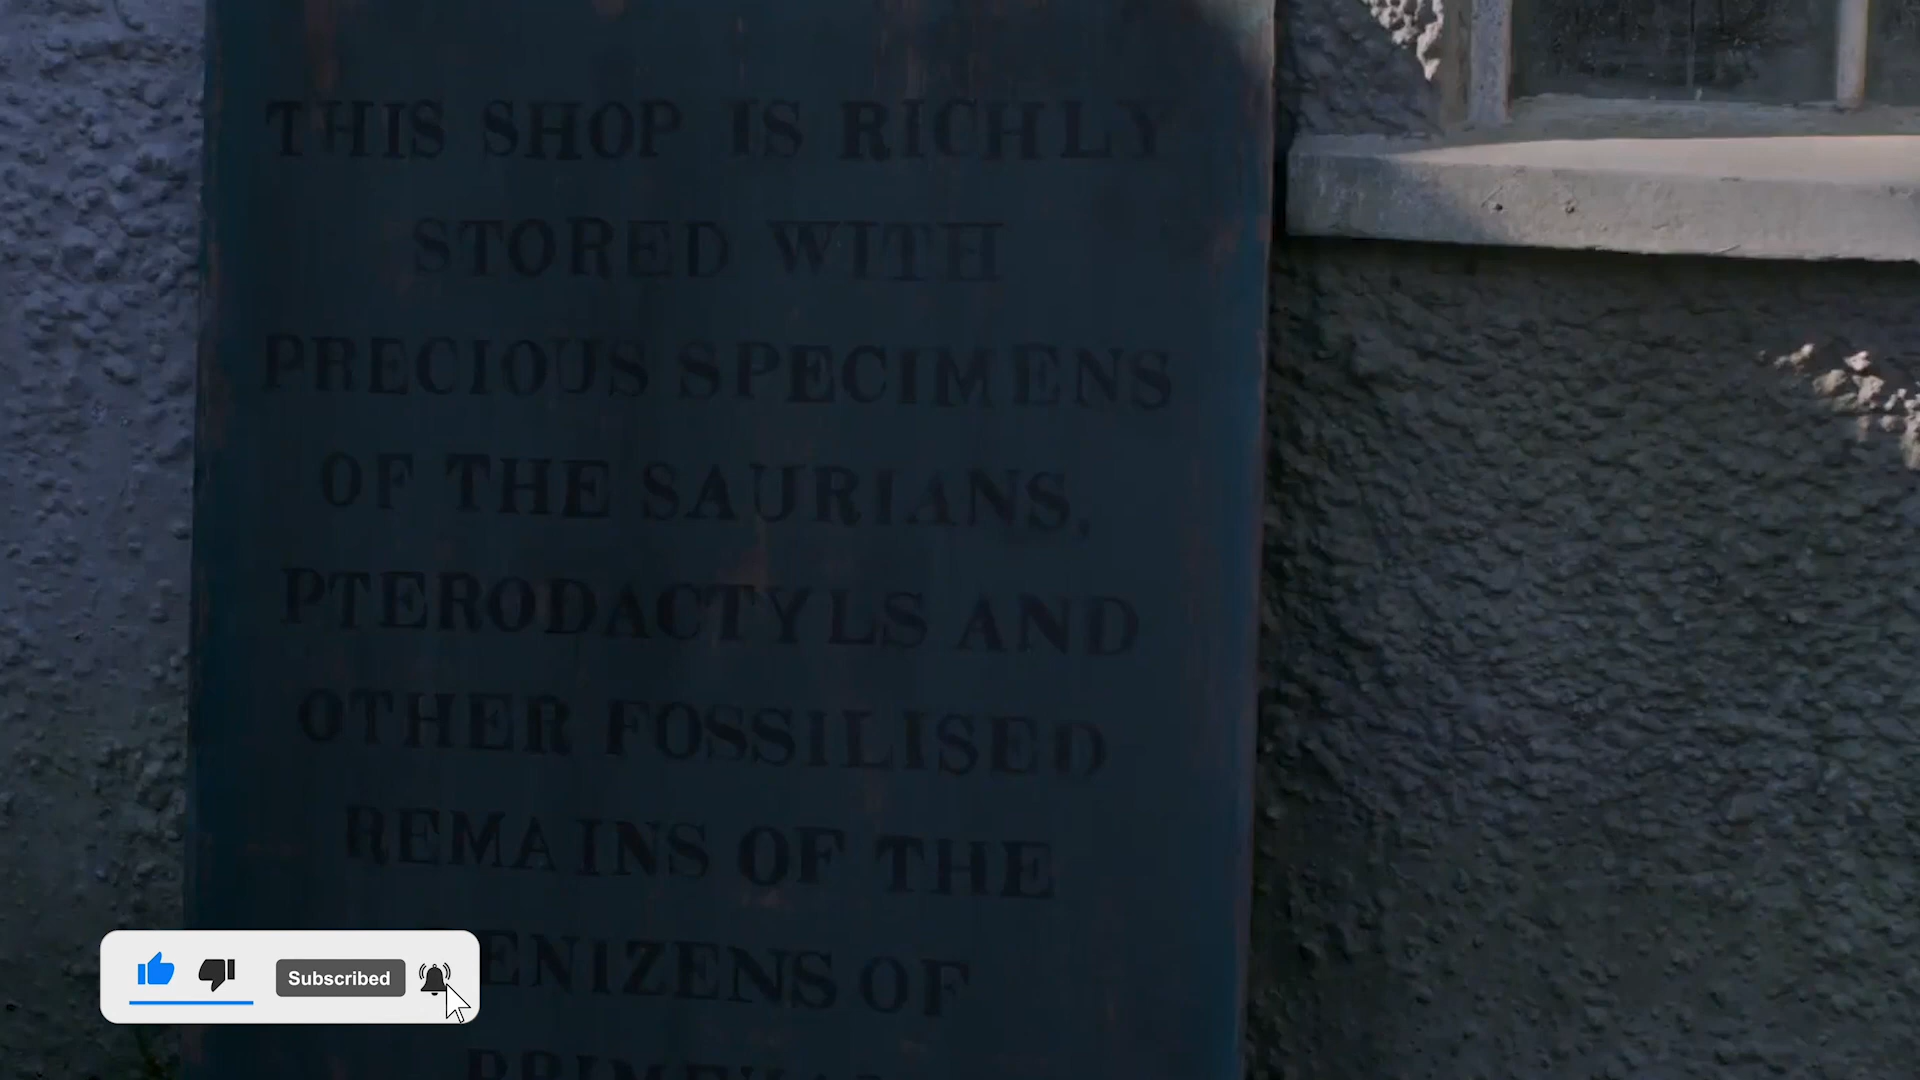 THIS SHOP IS RICHLY
STORED WITH
PRECIOUS SPECIMENS
OF THE SAURIANS,
PTERODACTYLS AND
OTHER FOSSILISED
REMAINS OF THE
ENIZENS OF
Subscribed